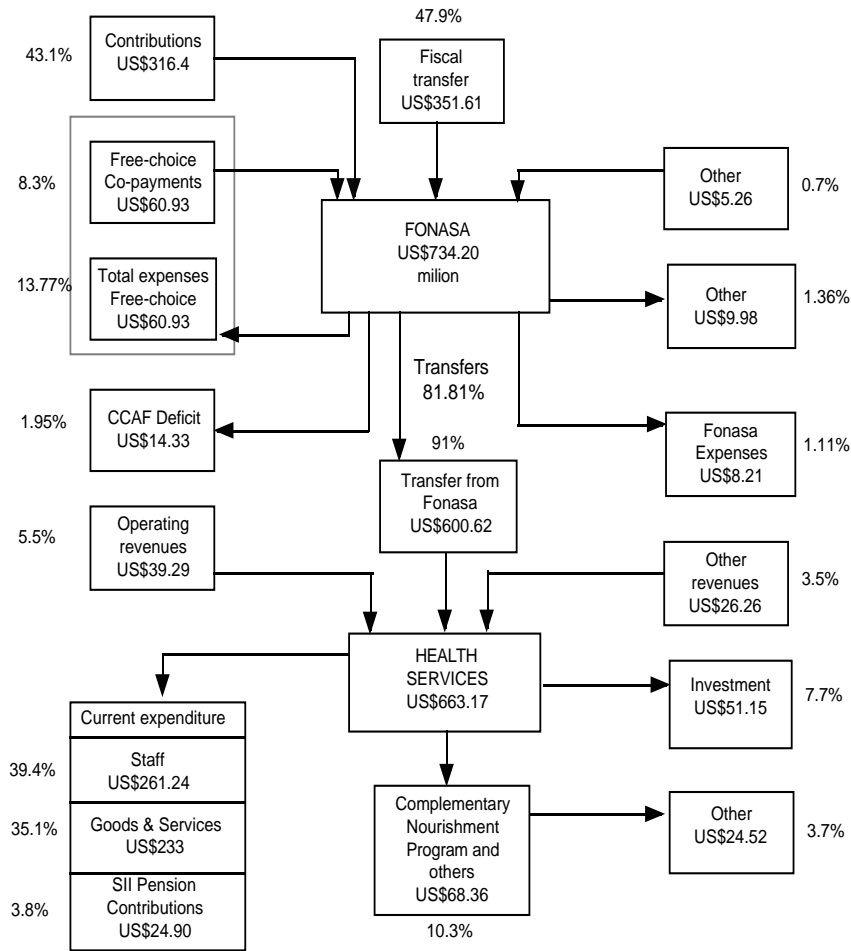 47.9%
43.1%
Contributions
US$316.4
Fiscal
transfer
US$351.61
8.3%
Free-choice
Co-payments
US$60.93
Other
US$5.26
0.7%
FONASA
US$734.20
milion
13.77%
Total expenses
Free-choice
US$60.93
Other
US$9.98
1.36%
Transfers
81.81%
1.95%
CCAF Deficit
US$14.33
91%
Fonasa
Expenses
US$8.21
1.11%
Transfer from
Fonasa
US$600.62
5.5%
Operating
revenues
US$39.29
Other
revenues
US$26.26
3.5%
HEALTH
SERVICES
US$663.17
Investment
US$51.15
7.7%
Current expenditure
39.4%
Staff
US$261.24
35.1%
Goods & Services
US$233
3.8%
SII Pension
Contributions
US$24.90
Complementary
Nourishment
Program and
others
US$68.36
10.3%
Other
US$24.52
3.7%